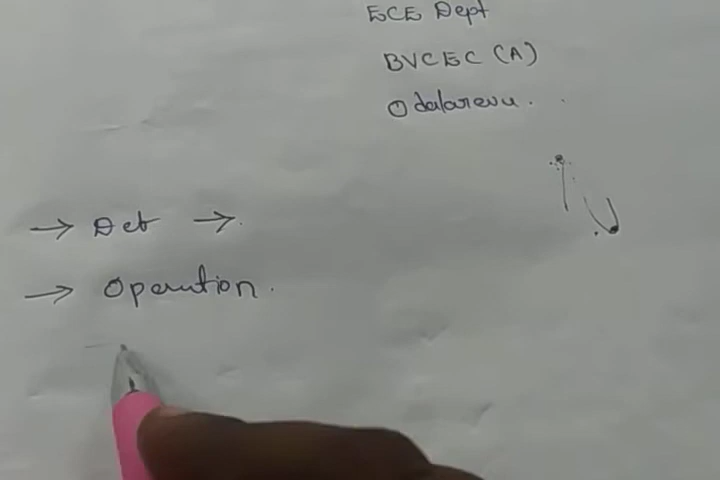 ECE Dept
BVCEC (A)
Odalarevu.
→ Def →.
→ Operation.